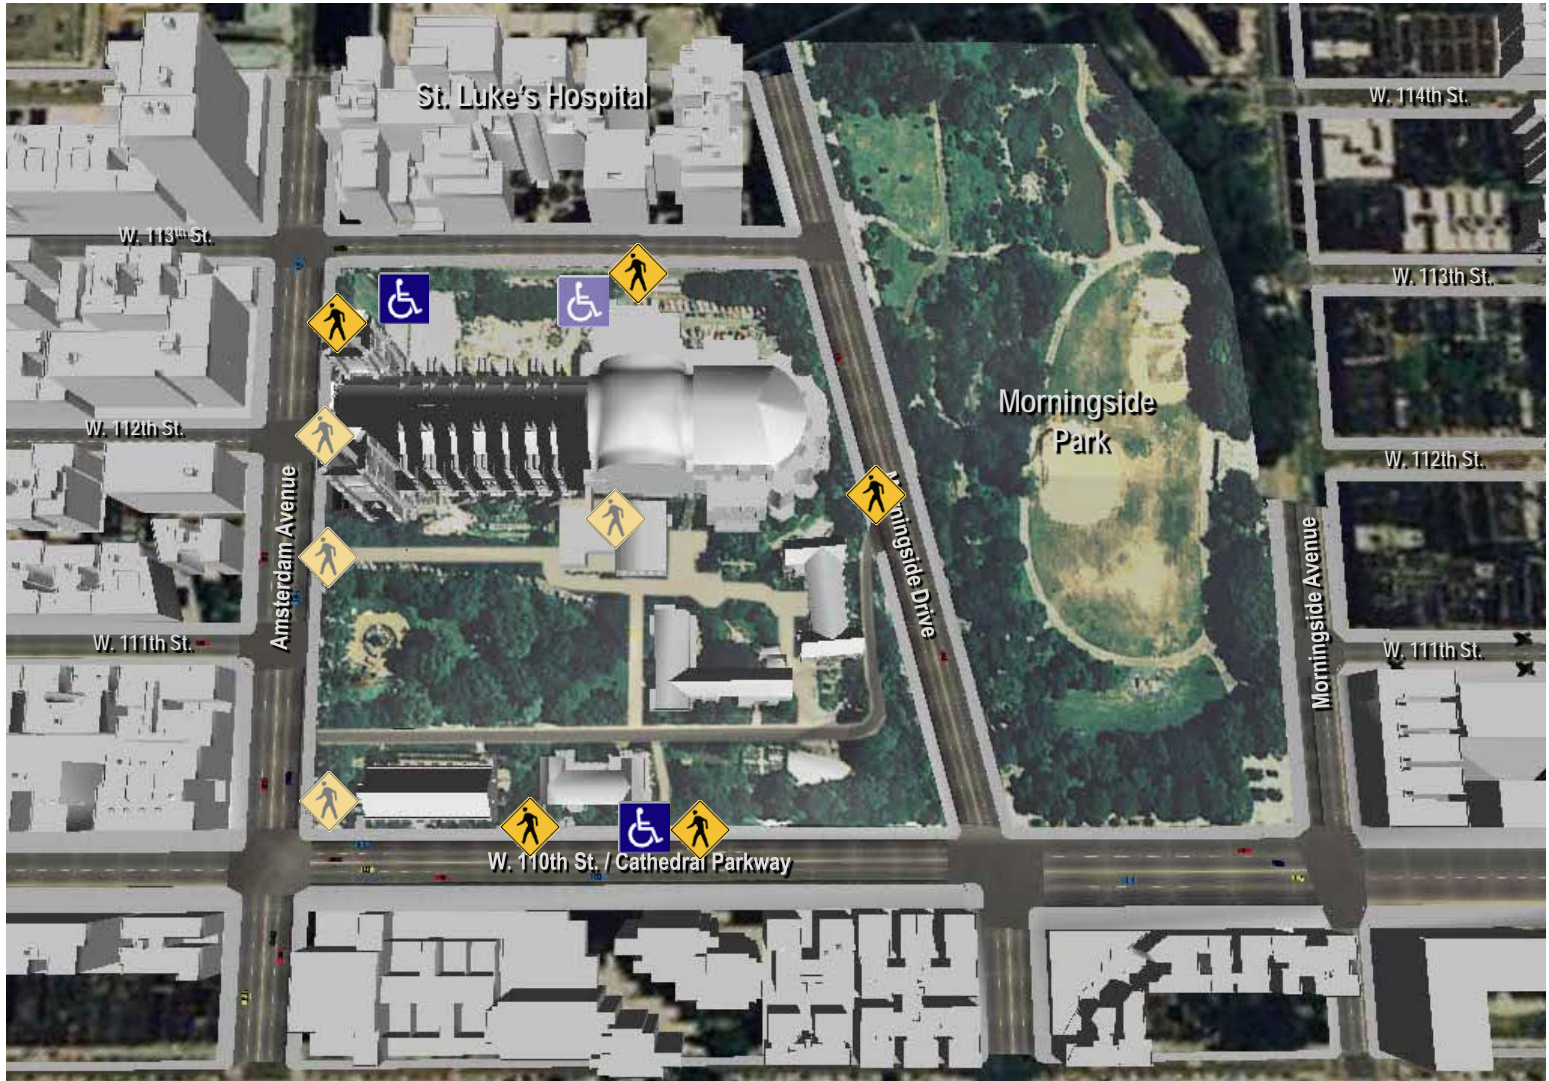 St. Luke's Hospital
W. 114th St.
W. 113th St.
W. 113th St.
Morningside
Park
W. 112th St.
W. 112th St.
Amsterdam Avenue
Morningside Drive
Morningside Avenue
W. 111th St.
W. 111th St.
W. 110th St. / Cathedral Parkway